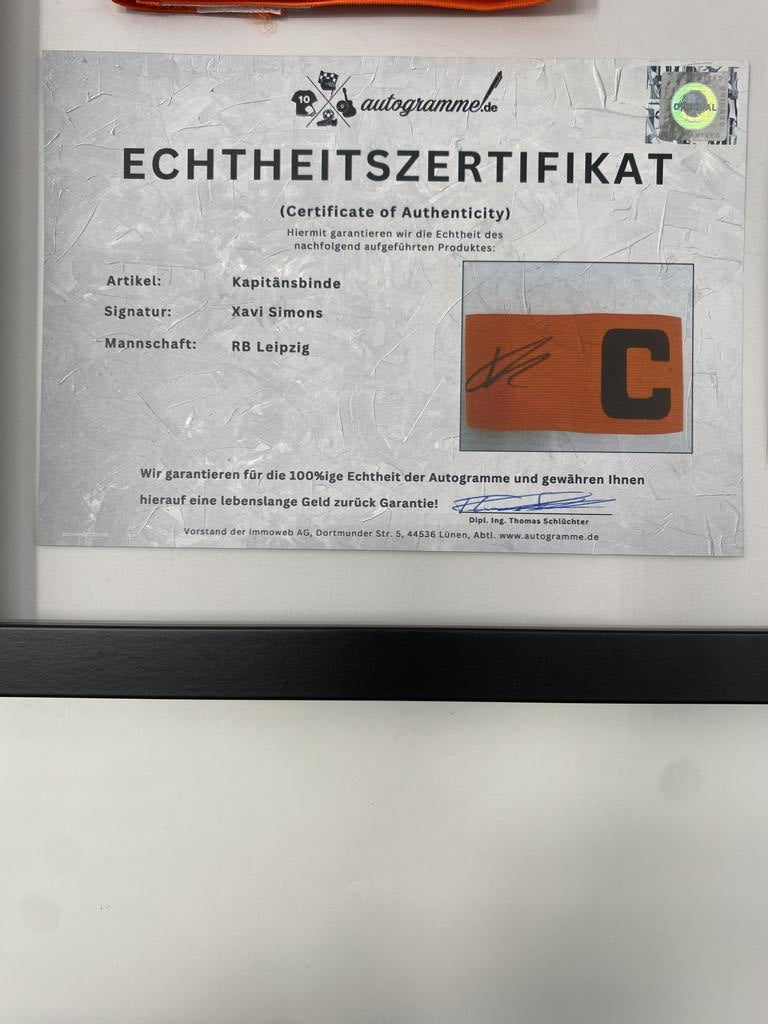 10
autogramme.de
ORIGINAL
ECHTHEITSZERTIFIKAT
(Certificate of Authenticity)
Hiermit garantieren wir die Echtheit des
nachfolgend aufgeführten Produktes:
Artikel: Kapitänsbinde
Signatur: Xavi Simons
Mannschaft: RB Leipzig
C
Wir garantieren für die 100%ige Echtheit der Autogramme und gewähren Ihnen
hierauf eine lebenslange Geld zurück Garantie!
Dipl. Ing. Thomas Schlüchter
Vorstand der immoweb AG, Dortmunder Str. 5, 44536 Lünen, Abtl. www.autogramme.de